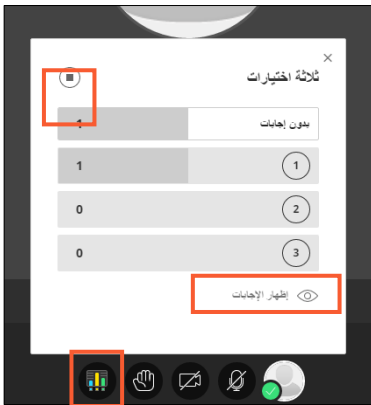 ثلاثة اختيارات
بدون إجابات 1
1 1
2 0
3 0
إظهار الإجابات